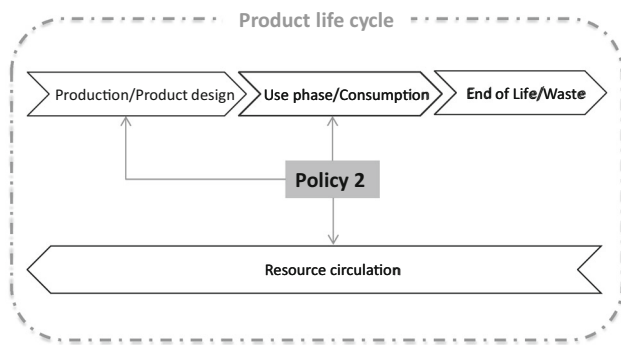 Product life cycle
Production/Product design
Use phase/Consumption
End of Life/Waste
Policy 2
Resource circulation